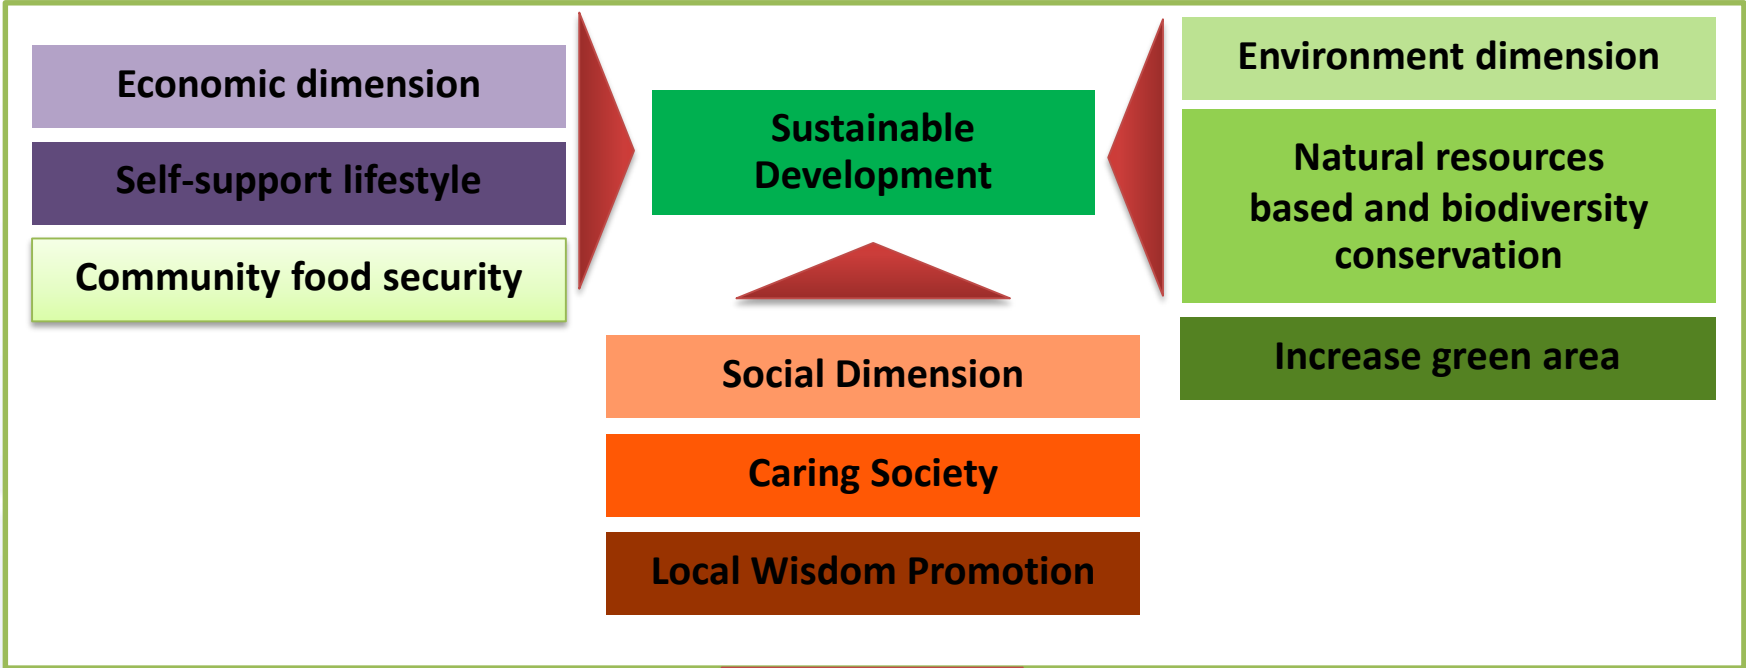 Economic dimension
Self-support lifestyle
Community food security
Sustainable
Development
Social Dimension
Caring Society
Local Wisdom Promotion
Environment dimension
Natural resources
based and biodiversity
conservation
Increase green area